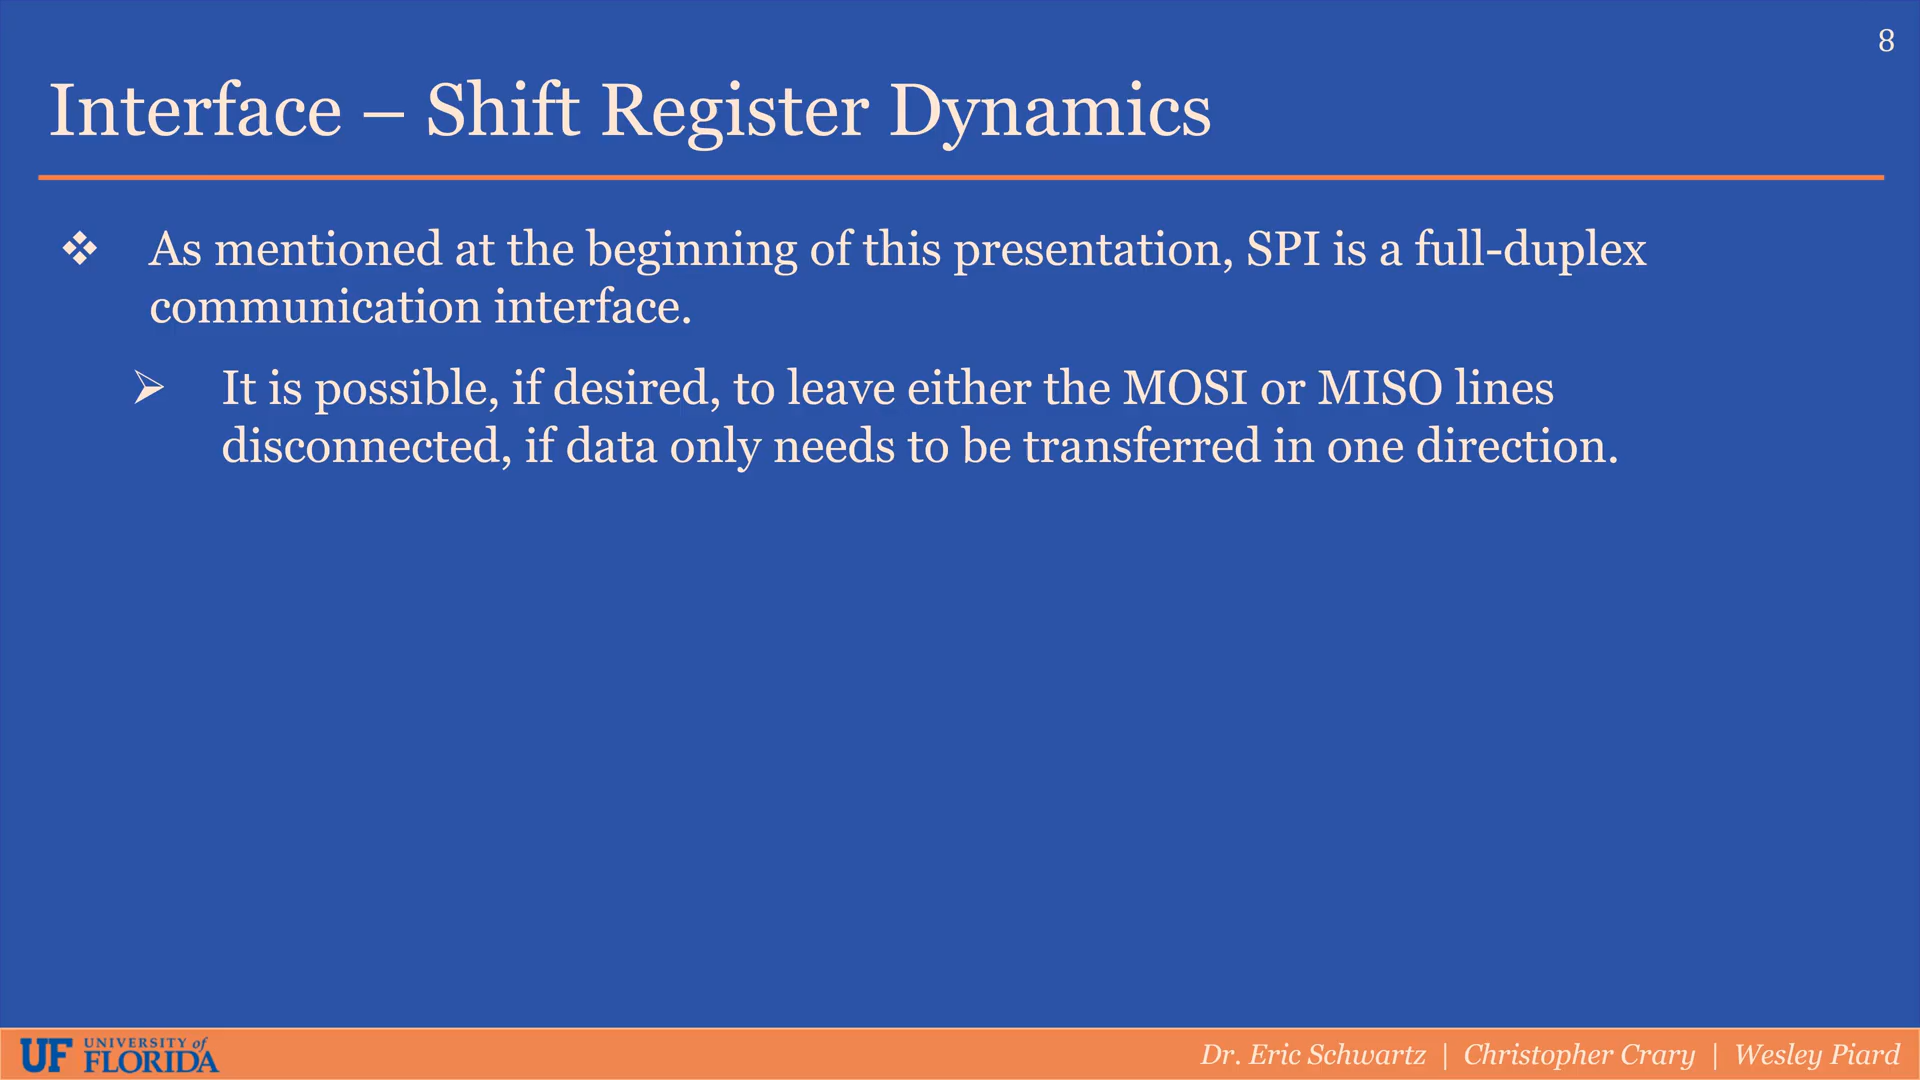 8
Interface – Shift Register Dynamics
As mentioned at the beginning of this presentation, SPI is a full-duplex
communication interface.
It is possible, if desired, to leave either the MOSI or MISO lines
disconnected, if data only needs to be transferred in one direction.
UF UNIVERSITY of
FLORIDA
Dr. Eric Schwartz | Christopher Crary | Wesley Piard